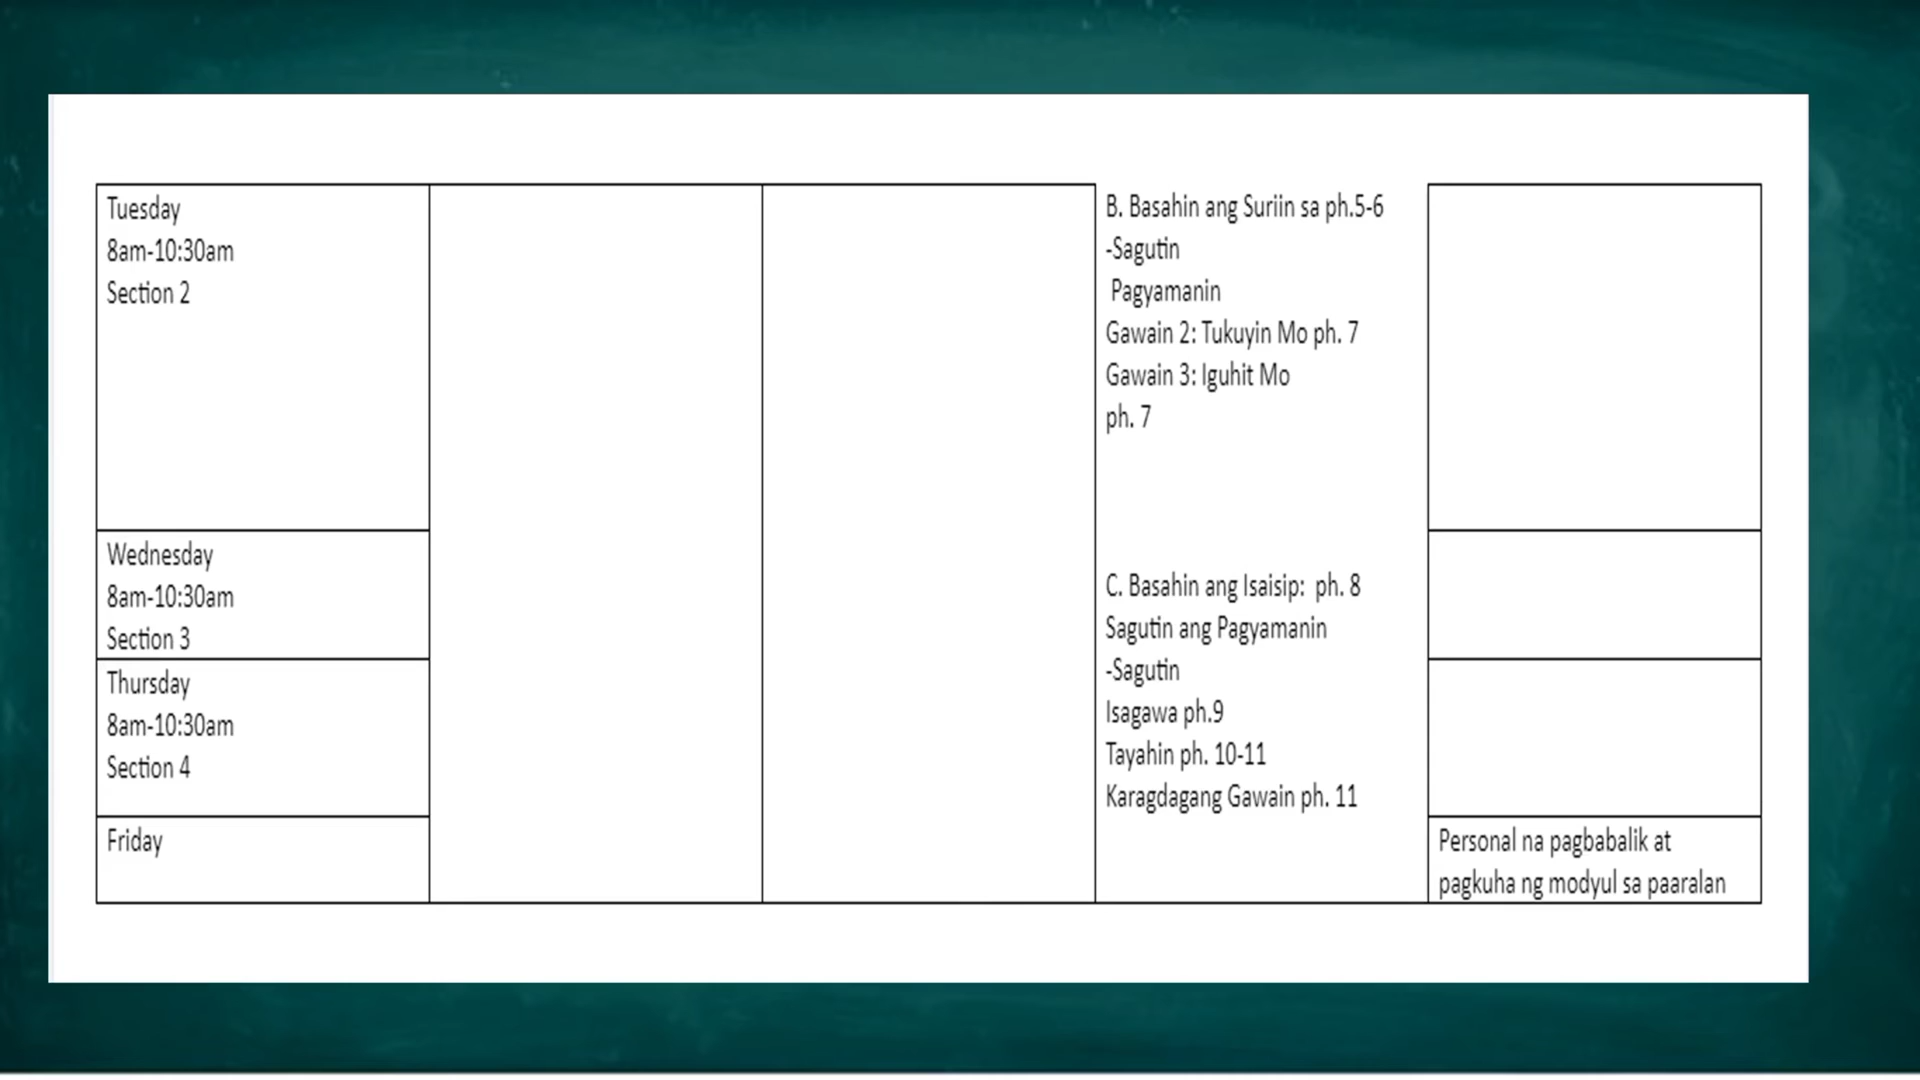 Tuesday
8am-10:30am
Section 2
B. Basahin ang Suriin sa ph.5-6
-Sagutin
Pagyamanin
Gawain 2: Tukuyin Mo ph. 7
Gawain 3: Iguhit Mo
ph. 7
Wednesday
8am-10:30am
Section 3
C. Basahin ang Isaisip:  ph. 8
Sagutin ang Pagyamanin
-Sagutin
Isagawa ph.9
Tayahin ph. 10-11
Karagdagang Gawain ph. 11
Thursday
8am-10:30am
Section 4
Friday
Personal na pagbabalik at
pagkuha ng modyul sa paaralan